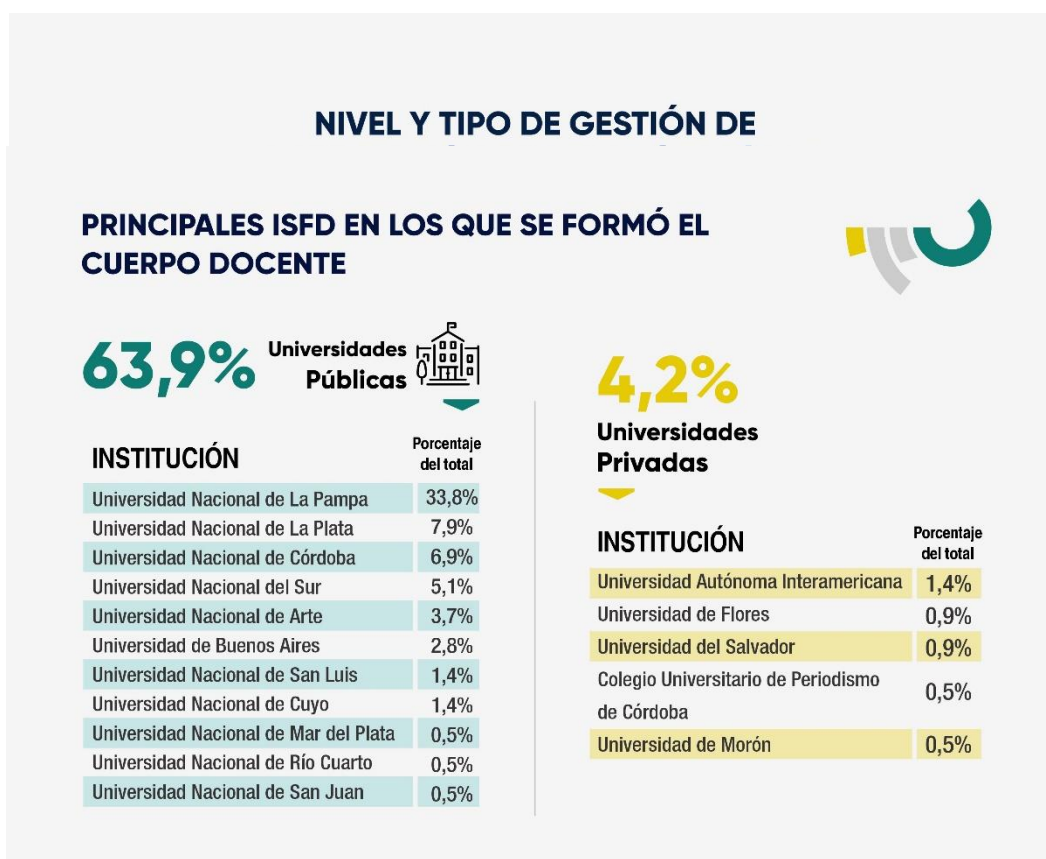 NIVEL Y TIPO DE GESTIÓN DE
PRINCIPALES ISFD EN LOS QUE SE FORMÓ EL
CUERPO DOCENTE
63,9% Universidades
Públicas
INSTITUCIÓN Porcentaje
del total
Universidad Nacional de La Pampa 33,8%
Universidad Nacional de La Plata 7,9%
Universidad Nacional de Córdoba 6,9%
Universidad Nacional del Sur 5,1%
Universidad Nacional de Arte 3,7%
Universidad de Buenos Aires 2,8%
Universidad Nacional de San Luis 1,4%
Universidad Nacional de Cuyo 1,4%
Universidad Nacional de Mar del Plata 0,5%
Universidad Nacional de Río Cuarto 0,5%
Universidad Nacional de San Juan 0,5%
4,2%
Universidades
Privadas
INSTITUCIÓN Porcentaje
del total
Universidad Autónoma Interamericana 1,4%
Universidad de Flores 0,9%
Universidad del Salvador 0,9%
Colegio Universitario de Periodismo
de Córdoba 0,5%
Universidad de Morón 0,5%